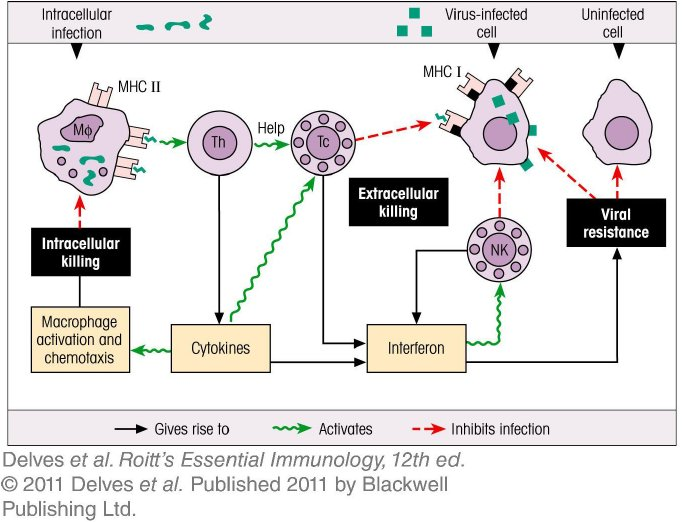 Intracellular
infection
Virus-infected
cell
Uninfected
cell
MHC II
MHC I
Mϕ
Th
Help
Tc
Extracellular
killing
NK
Viral
resistance
Intracellular
killing
Macrophage
activation and
chemotaxis
Cytokines
Interferon
Gives rise to
Activates
Inhibits infection
Delves et al. Roitt's Essential Immunology, 12th ed.
© 2011 Delves et al. Published 2011 by Blackwell
Publishing Ltd.